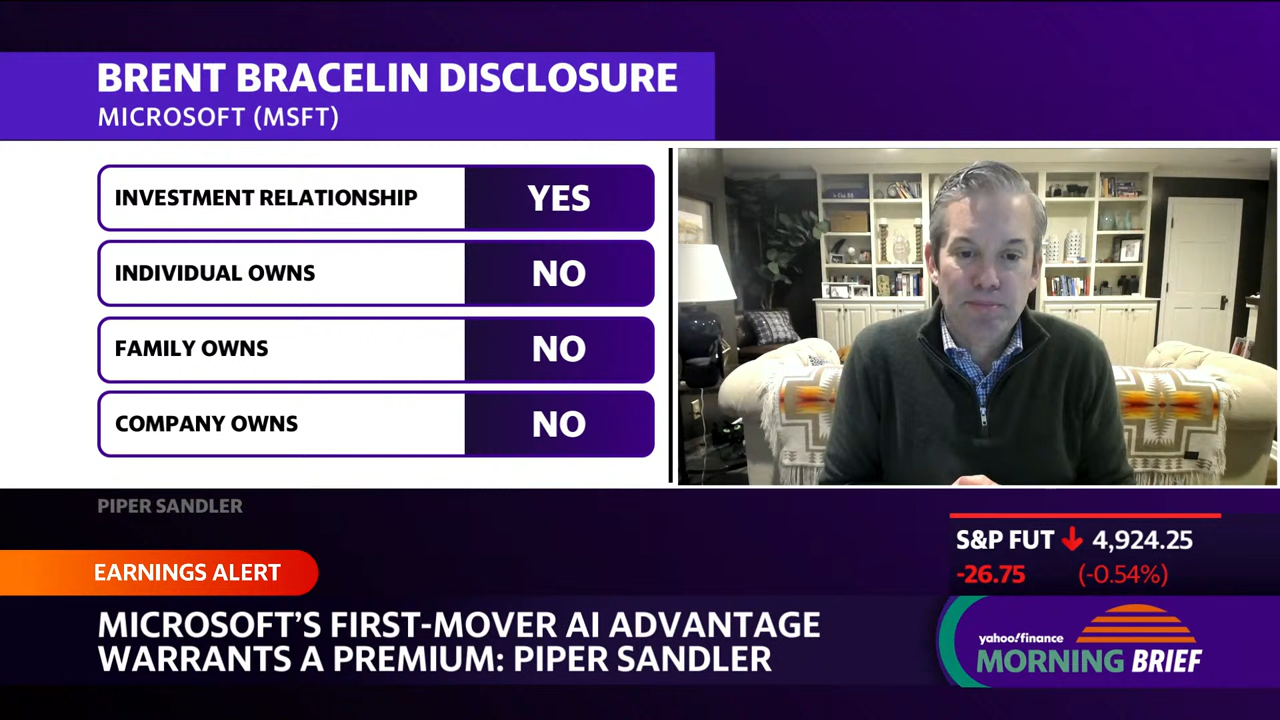 BRENT BRACELIN DISCLOSURE
MICROSOFT (MSFT)
INVESTMENT RELATIONSHIP YES
INDIVIDUAL OWNS NO
FAMILY OWNS NO
COMPANY OWNS NO
PIPER SANDLER
EARNINGS ALERT
MICROSOFT'S FIRST-MOVER AI ADVANTAGE
WARRANTS A PREMIUM: PIPER SANDLER
S&P FUT 4,924.25
-26.75 (-0.54%)
yahoo!finance
MORNING BRIEF